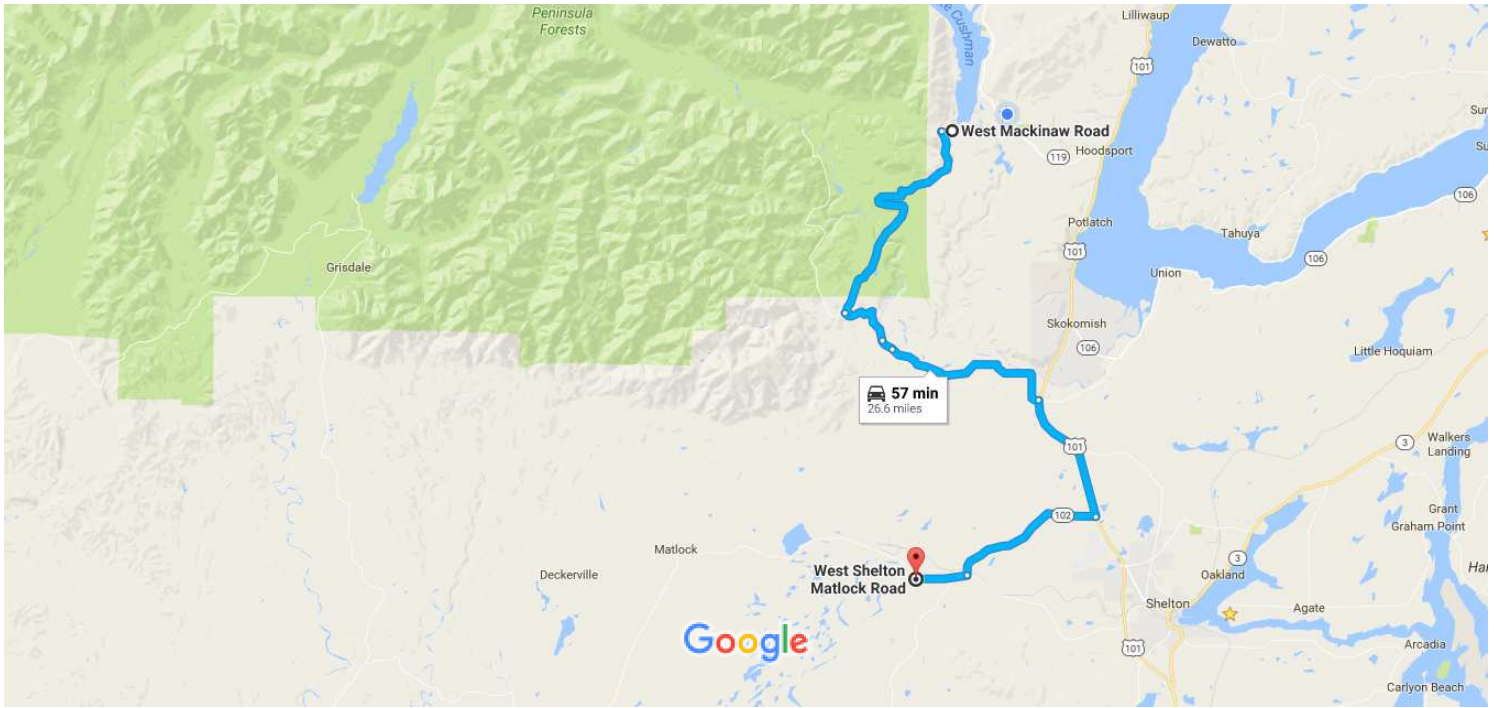 Peninsula
Forests
Cushman
Lilliwaup
Dewatto
101
West Mackinaw Road
119
Hoodsport
106
Potlatch
Tahuya
101
106
Grisdale
Union
Skokomish
106
Little Hoquiam
57 min
26.6 miles
101
3
Walkers
Landing
102
Grant
Graham Point
Matlock
West Shelton
Matlock Road
Deckerville
3
Oakland
Shelton
Agate
Google
101
Arcadia
Carlyon Beach